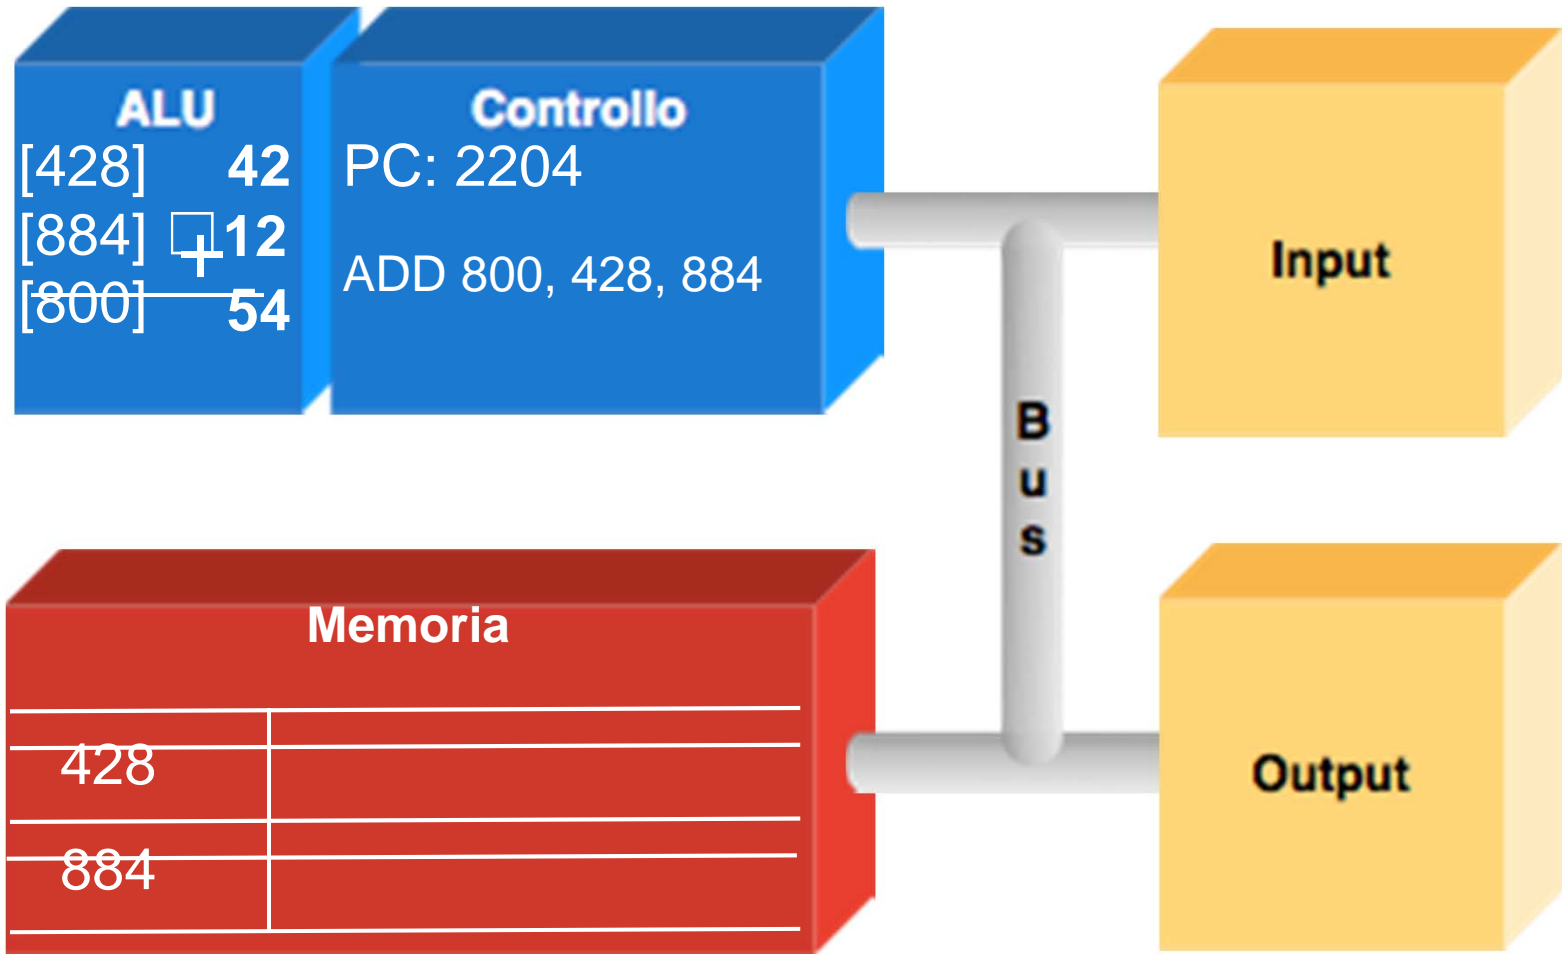 ALU
[428] 42
[884] + 12
[800] 54
Controllo
PC: 2204
ADD 800, 428, 884
Input
B
u
s
Memoria
428
884
Output